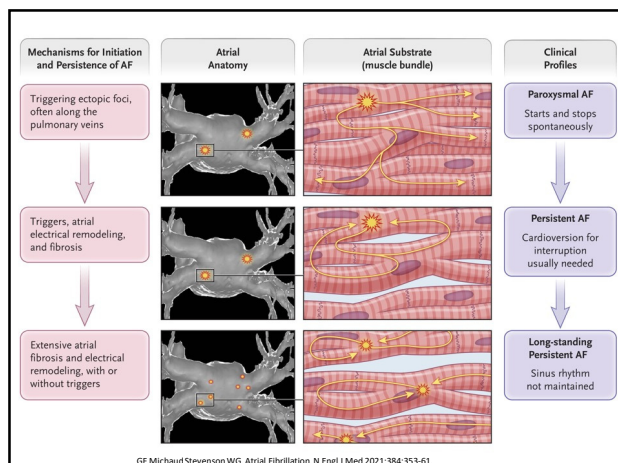 Mechanisms for Initiation
and Persistence of AF
Atrial
Anatomy
Atrial Substrate
(muscle bundle)
Clinical
Profiles
Triggering ectopic foci,
often along the
pulmonary veins
Paroxysmal AF
Starts and stops
spontaneously
Triggers, atrial
electrical remodeling,
and fibrosis
Persistent AF
Cardioversion for
interruption
usually needed
Extensive atrial
fibrosis and electrical
remodeling, with or
without triggers
Long-standing
Persistent AF
Sinus rhythm
not maintained
GF Michaud Stevenson WG. Atrial Fibrillation. N Engl J Med 2021;384:353-61